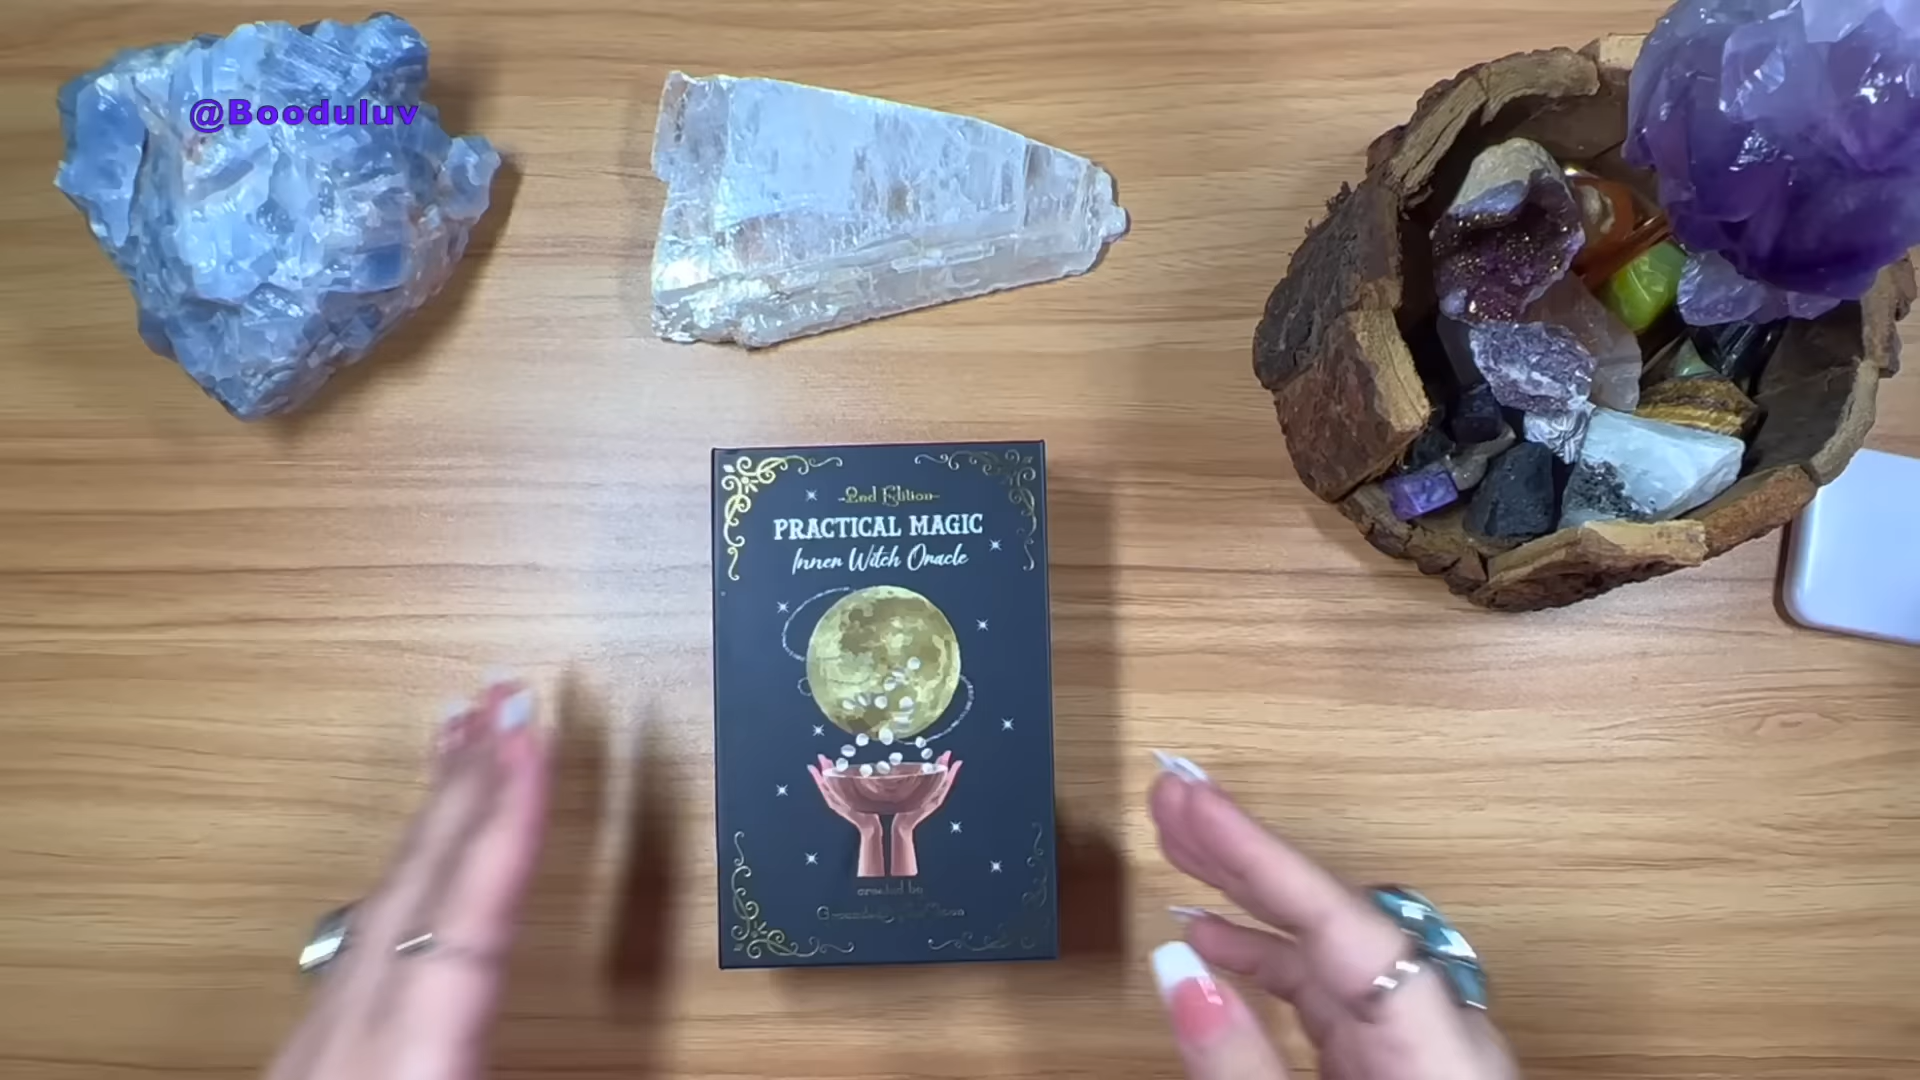 @Booduluv
2nd Edition
PRACTICAL MAGIC
Inner Witch Oracle
created by